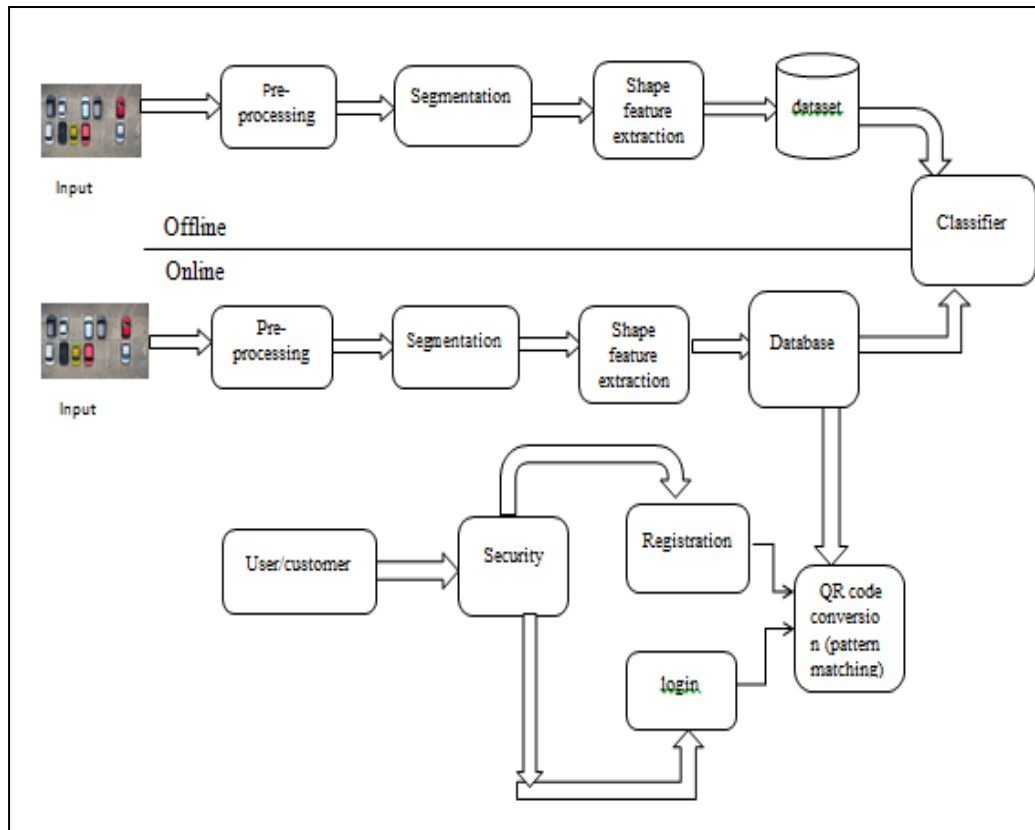 Pre-
processing
Segmentation
Shape
feature
extraction
dataset
Input
Classifier
Offline
Online
Pre-
processing
Segmentation
Shape
feature
extraction
Database
Input
User/customer
Security
Registration
login
QR code
conversio
n (pattern
matching)